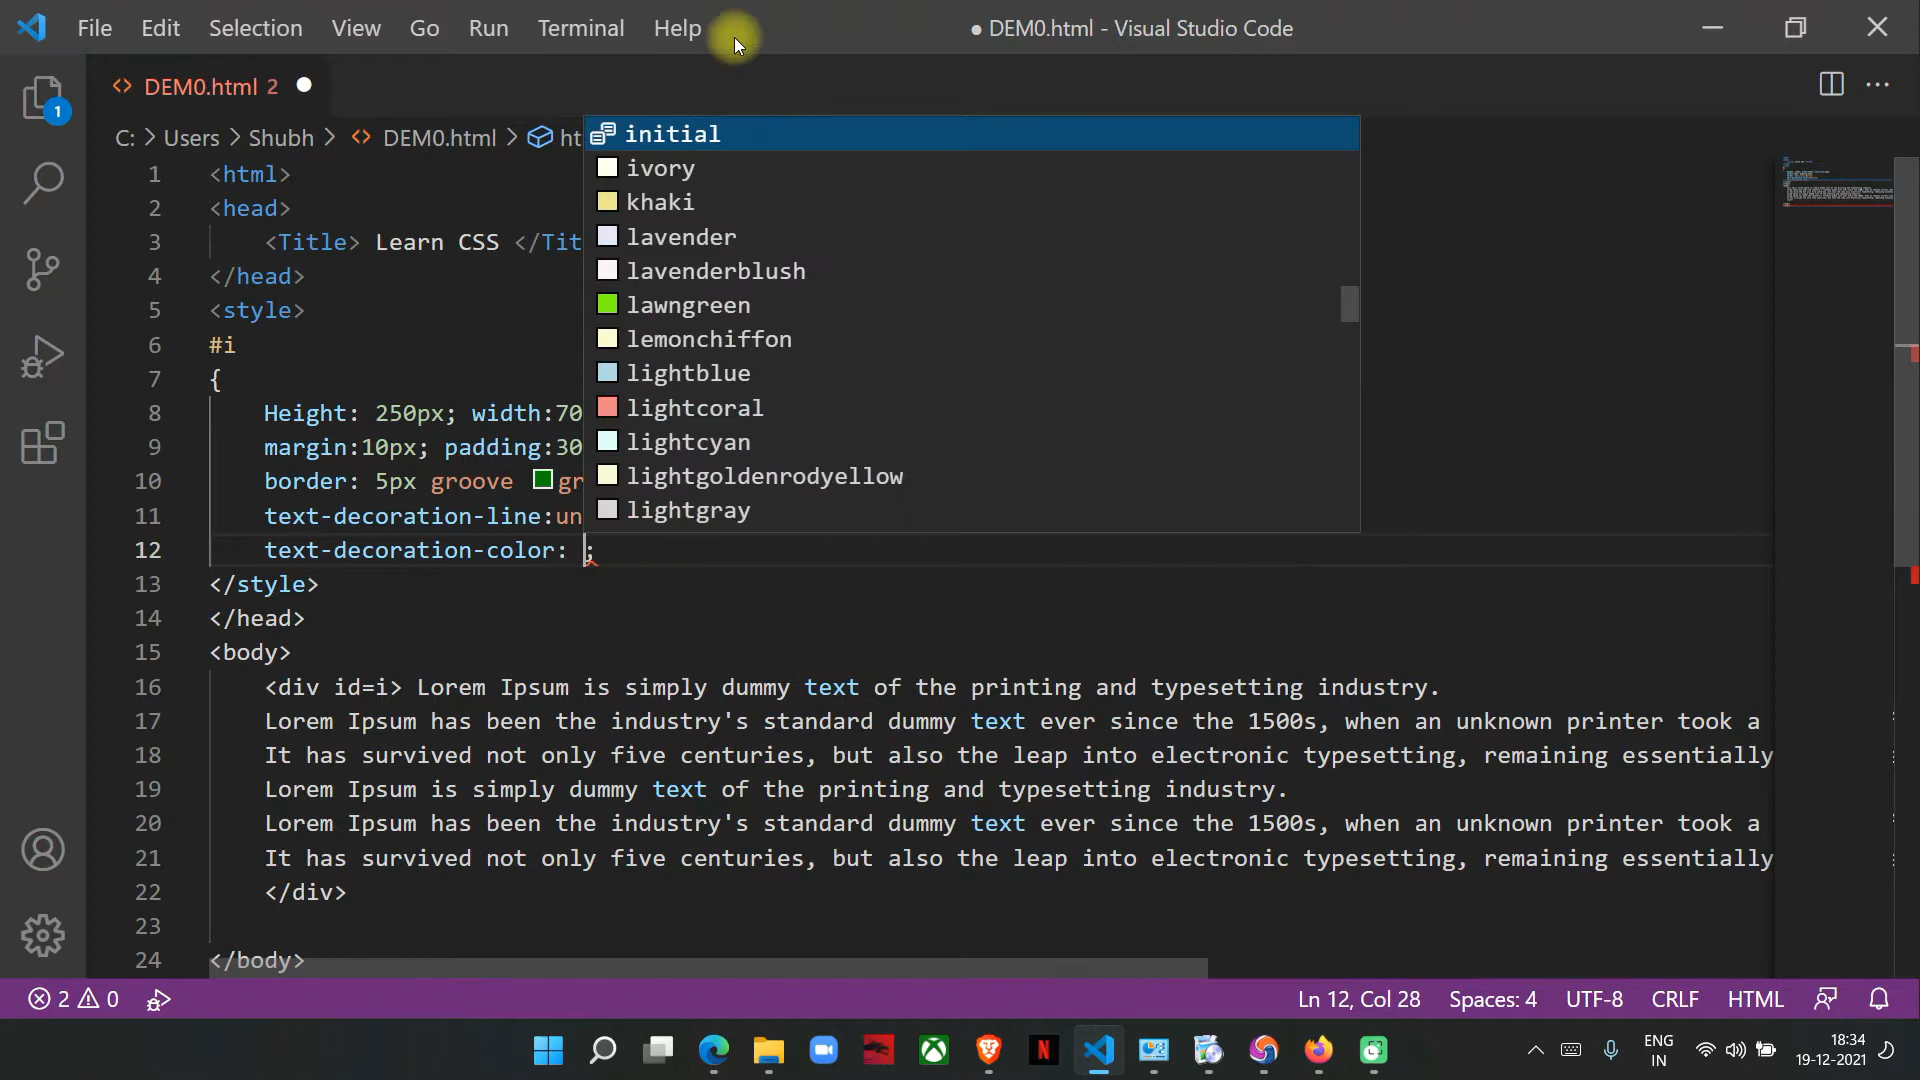 File Edit Selection View Go Run Terminal Help ● DEM0.html - Visual Studio Code
DEM0.html 2
1
C: > Users > Shubh > DEM0.html > ht
initial
ivory
khaki
lavender
lavenderblush
lawngreen
lemonchiffon
lightblue
lightcoral
lightcyan
lightgoldenrodyellow
lightgray
1 <html>
2 <head>
3 <Title> Learn CSS </Tit
4 </head>
5 <style>
6 #i
7 {
8 Height: 250px; width:70
9 margin:10px; padding:30
10 border: 5px groove gr
11 text-decoration-line:un
12 text-decoration-color: ;
13 </style>
14 </head>
15 <body>
16 <div id=i> Lorem Ipsum is simply dummy text of the printing and typesetting industry.
17 Lorem Ipsum has been the industry's standard dummy text ever since the 1500s, when an unknown printer took a
18 It has survived not only five centuries, but also the leap into electronic typesetting, remaining essentially
19 Lorem Ipsum is simply dummy text of the printing and typesetting industry.
20 Lorem Ipsum has been the industry's standard dummy text ever since the 1500s, when an unknown printer took a
21 It has survived not only five centuries, but also the leap into electronic typesetting, remaining essentially
22 </div>
23
24 </body>
2 0 Ln 12, Col 28 Spaces: 4 UTF-8 CRLF HTML
N
ENG
IN
18:34
19-12-2021